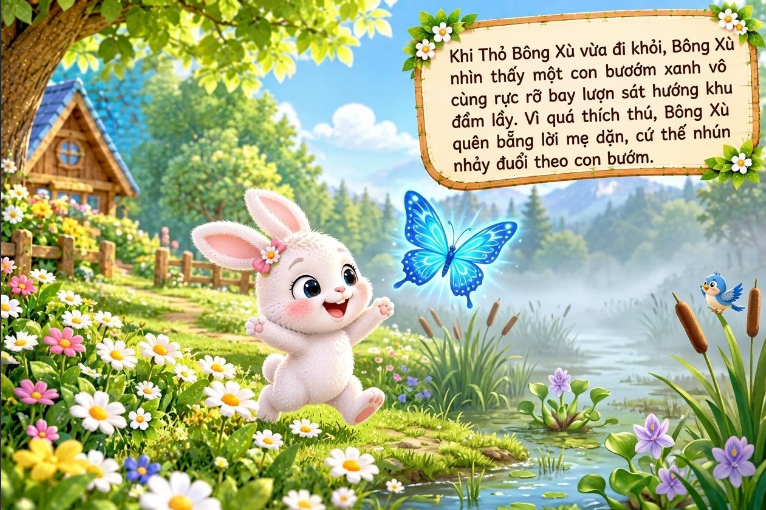 Khi Thỏ Bông Xù vừa đi khỏi, Bông Xù
nhìn thấy một con bươớm xanh vô
cùng rực rỡ bay lượn sát hướng khu
đầm lầy. Vì quá thích thú, Bông Xù
quên bẵng lời mẹ dặn, cứ thế nhún
nhảy đuổi theo con bướm.